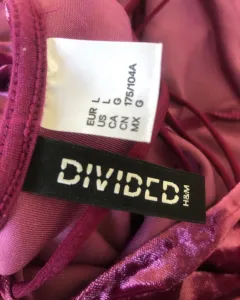 EUR L
US L
CA G
CN 175/104A
MX G
DIVIDED
H&M